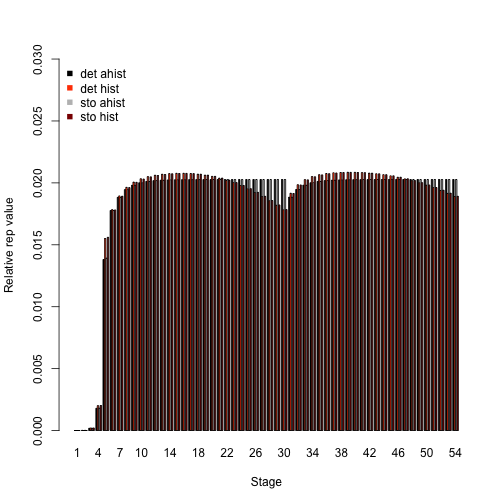 Relative rep value
0.030
0.025
0.020
0.015
0.010
0.005
0.000
det ahist
det hist
sto ahist
sto hist
1 4 7 10 14 18 22 26 30 34 38 42 46 50 54
Stage